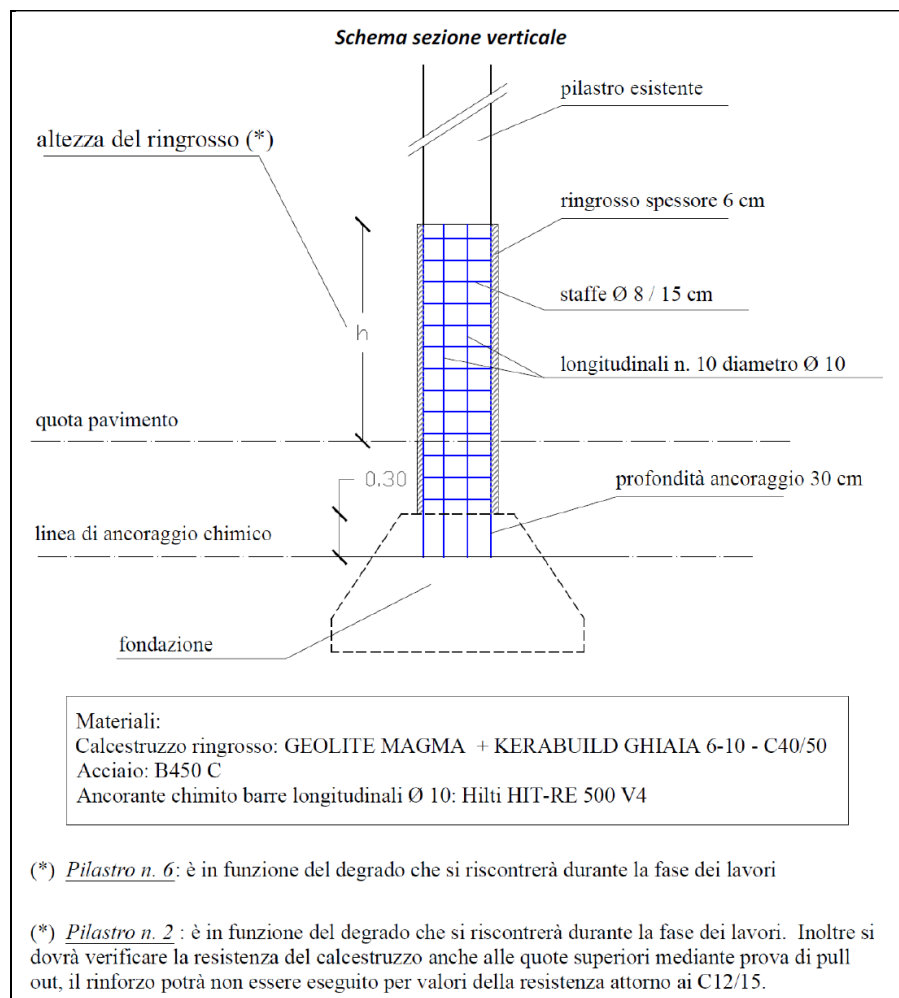 Schema sezione verticale
pilastro esistente
altezza del ringrosso (*)
ringrosso spessore 6 cm
staffe Ø 8 / 15 cm
h
longitudinali n. 10 diametro Ø 10
quota pavimento
0.30
profondità ancoraggio 30 cm
linea di ancoraggio chimico
fondazione
Materiali:
Calcestruzzo ringrosso: GEOLITE MAGMA + KERABUILD GHIAIA 6-10 - C40/50
Acciaio: B450 C
Ancorante chimito barre longitudinali Ø 10: Hilti HIT-RE 500 V4
(*) Pilastro n. 6: è in funzione del degrado che si riscontrerà durante la fase dei lavori
(*) Pilastro n. 2 : è in funzione del degrado che si riscontrerà durante la fase dei lavori. Inoltre si
dovrà verificare la resistenza del calcestruzzo anche alle quote superiori mediante prova di pull
out, il rinforzo potrà non essere eseguito per valori della resistenza attorno ai C12/15.